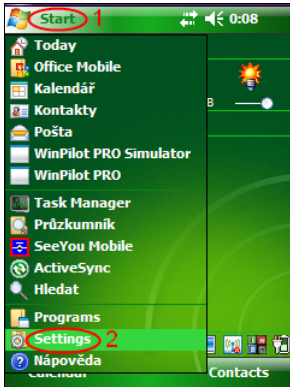 Start 1 0:08
Today
Office Mobile
Kalendář
Kontakty
B
Pošta
WinPilot PRO Simulator
WinPilot PRO
Task Manager
Průzkumník
SeeYou Mobile
ActiveSync
Hledat
Programs
Settings 2
Nápověda
Calendar Contacts